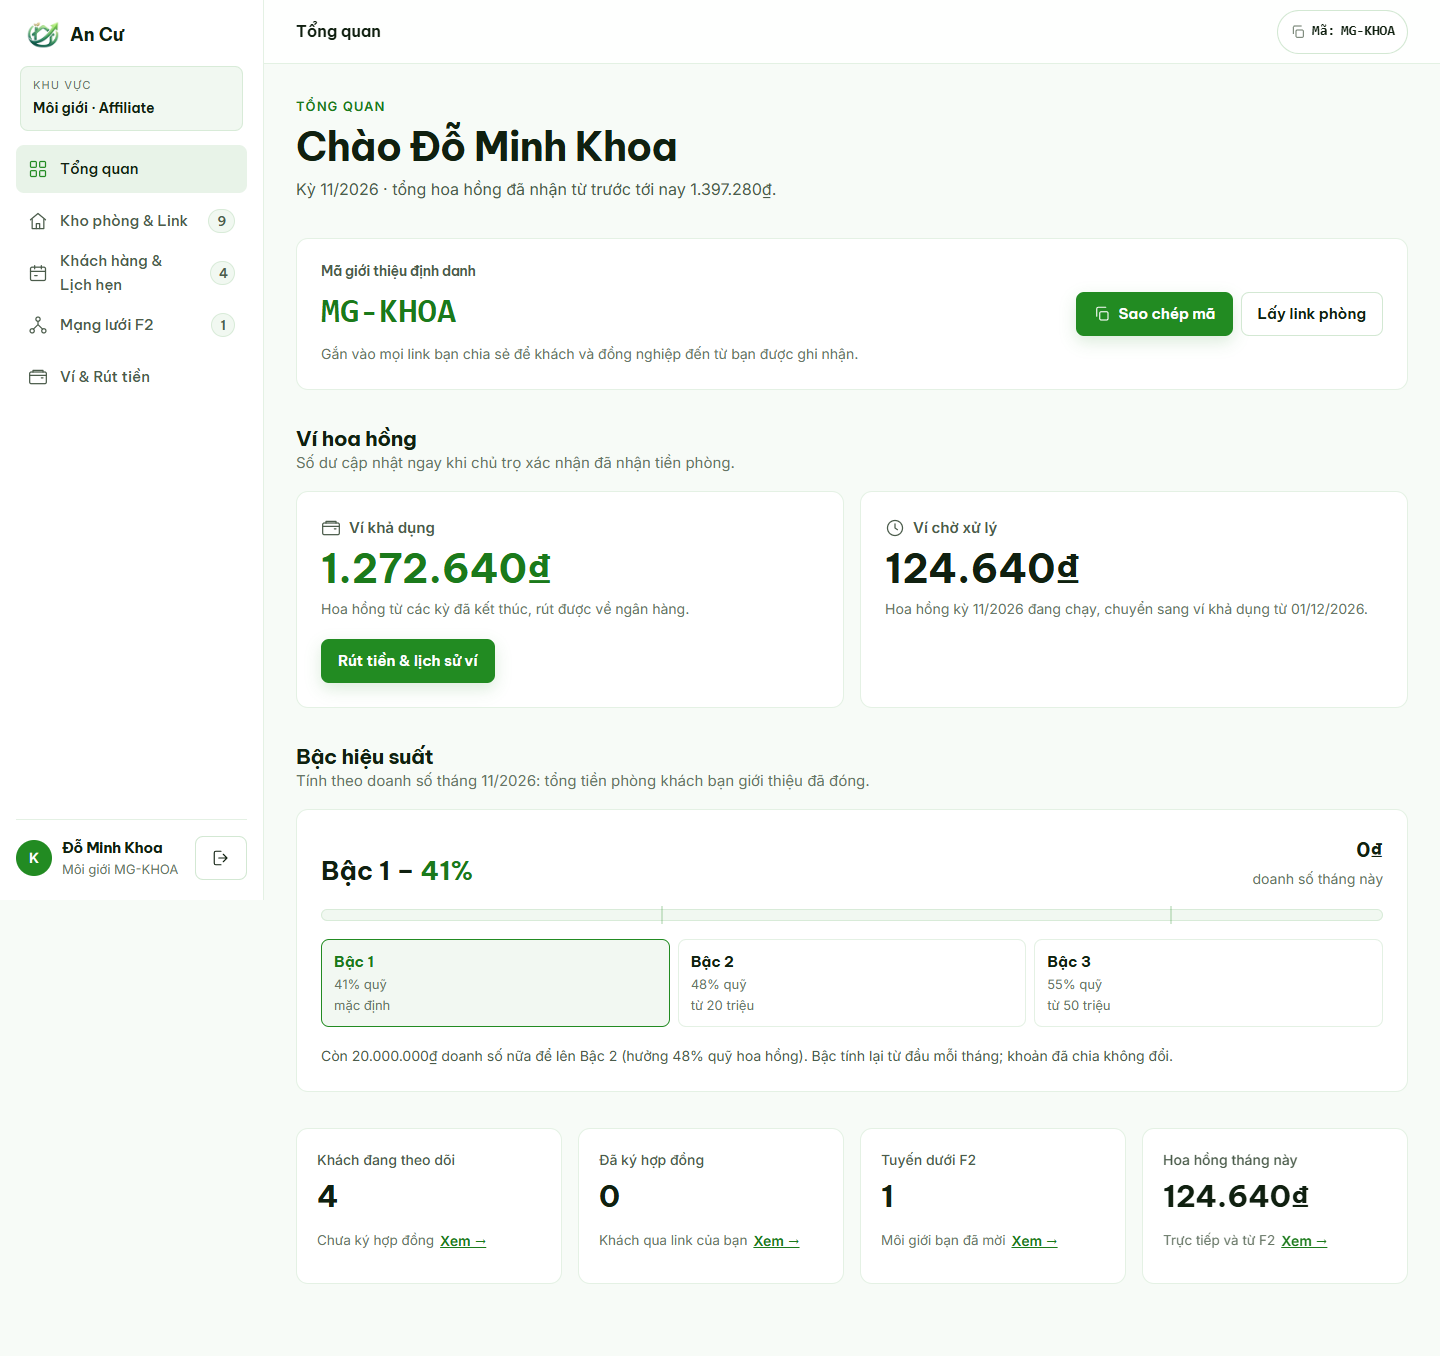 An Cư
KHU VỰC
Môi giới · Affiliate
Tổng quan
Kho phòng & Link 9
Khách hàng &
Lịch hẹn 4
Mạng lưới F2 1
Ví & Rút tiền
K
Đỗ Minh Khoa
Môi giới MG-KHOA
Tổng quan
Mã: MG-KHOA
TỔNG QUAN
Chào Đỗ Minh Khoa
Kỳ 11/2026 · tổng hoa hồng đã nhận từ trước tới nay 1.397.280₫.
Mã giới thiệu định danh
MG-KHOA
Gắn vào mọi link bạn chia sẻ để khách và đồng nghiệp đến từ bạn được ghi nhận.
Sao chép mã
Lấy link phòng
Ví hoa hồng
Số dư cập nhật ngay khi chủ trọ xác nhận đã nhận tiền phòng.
Ví khả dụng
1.272.640₫
Hoa hồng từ các kỳ đã kết thúc, rút được về ngân hàng.
Rút tiền & lịch sử ví
Ví chờ xử lý
124.640₫
Hoa hồng kỳ 11/2026 đang chạy, chuyển sang ví khả dụng từ 01/12/2026.
Bậc hiệu suất
Tính theo doanh số tháng 11/2026: tổng tiền phòng khách bạn giới thiệu đã đóng.
Bậc 1 – 41%
0₫
doanh số tháng này
Bậc 1
41% quỹ
mặc định
Bậc 2
48% quỹ
từ 20 triệu
Bậc 3
55% quỹ
từ 50 triệu
Còn 20.000.000₫ doanh số nữa để lên Bậc 2 (hưởng 48% quỹ hoa hồng). Bậc tính lại từ đầu mỗi tháng; khoản đã chia không đổi.
Khách đang theo dõi
4
Chưa ký hợp đồng Xem →
Đã ký hợp đồng
0
Khách qua link của bạn Xem →
Tuyến dưới F2
1
Môi giới bạn đã mời Xem →
Hoa hồng tháng này
124.640₫
Trực tiếp và từ F2 Xem →